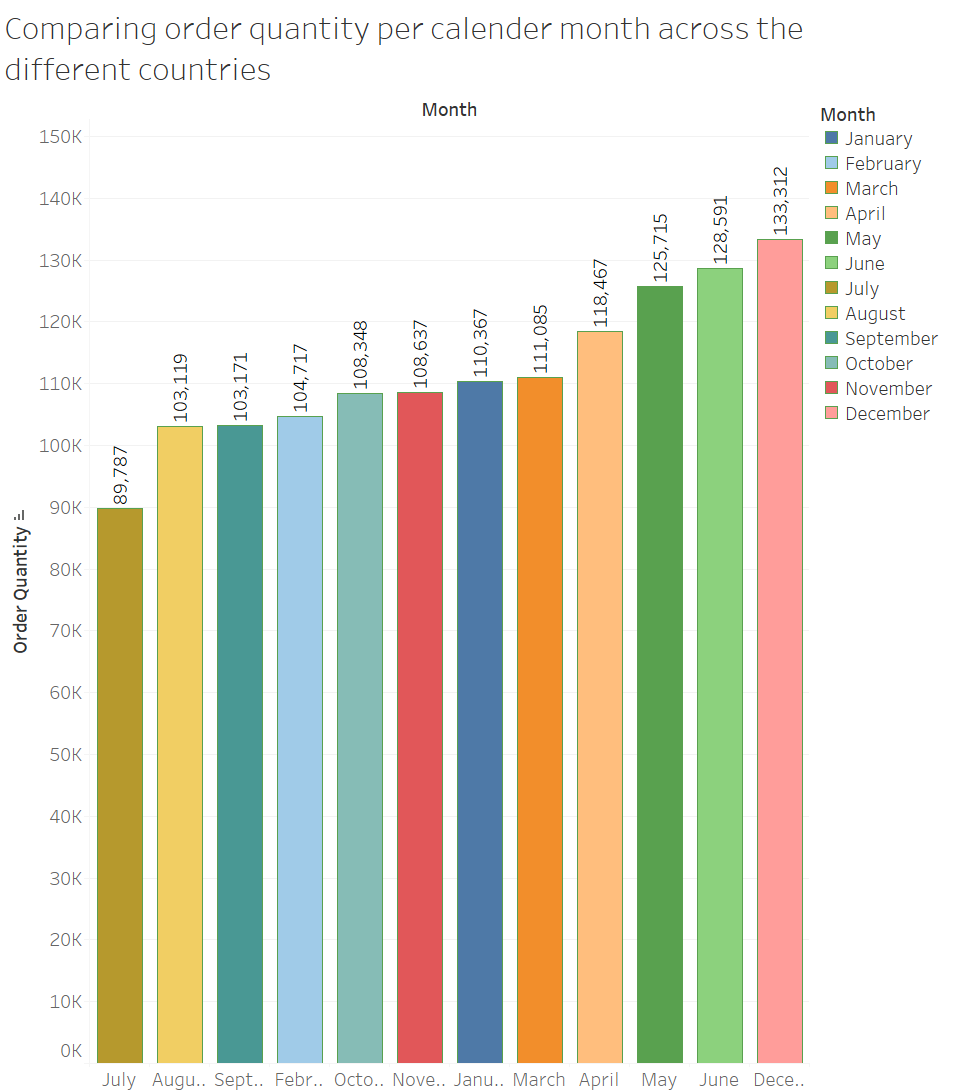 Comparing order quantity per calender month across the
different countries
Month
150K
140K
130K
120K
110K
100K
90K
80K
70K
60K
50K
40K
30K
20K
10K
0K
Order Quantity
89,787
103,119
103,171
104,717
108,348
108,637
110,367
111,085
118,467
125,715
128,591
133,312
July Augu.. Sept.. Febr.. Octo.. Nove.. Janu.. March April May June Dece..
Month
January
February
March
April
May
June
July
August
September
October
November
December